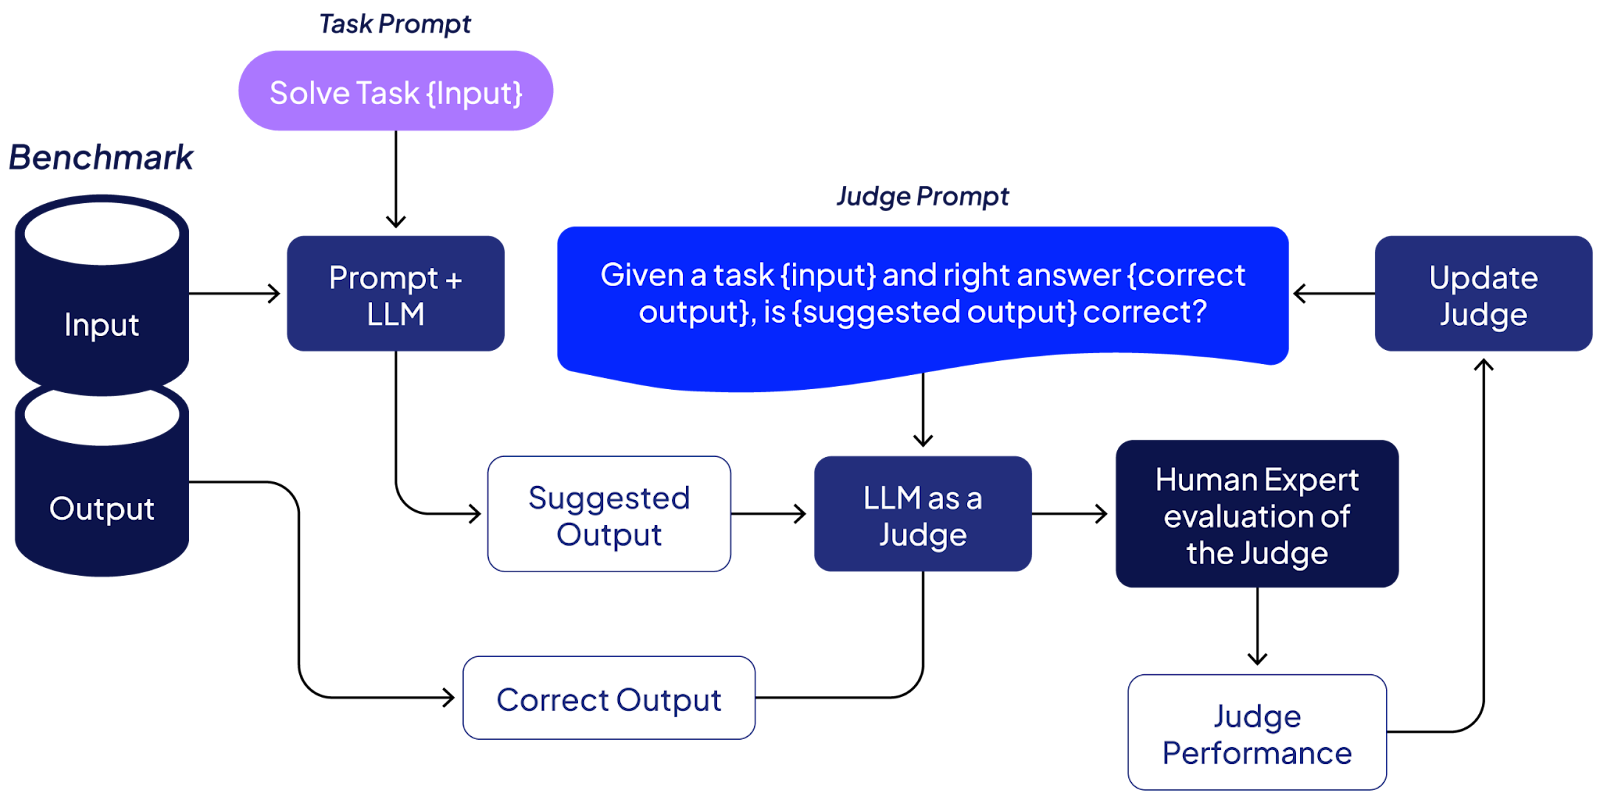 Task Prompt
Solve Task {Input}
Benchmark
Input
Output
Prompt +
LLM
Judge Prompt
Given a task {input} and right answer {correct
output}, is {suggested output} correct?
Update
Judge
Suggested
Output
LLM as a
Judge
Human Expert
evaluation of
the Judge
Correct Output
Judge
Performance